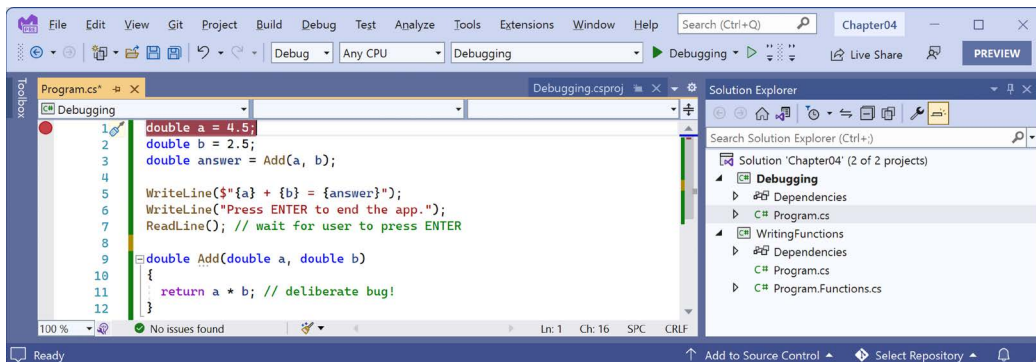 File Edit View Git Project Build Debug Test Analyze Tools Extensions Window Help Search (Ctrl+Q) Chapter04
Debug Any CPU Debugging Debugging Live Share PREVIEW
Toolbox
Program.cs* Debugging.csproj Solution Explorer
C# Debugging
Search Solution Explorer (Ctrl+;)
1 double a = 4.5;
2 double b = 2.5;
3 double answer = Add(a, b);
4
5 WriteLine($"{a} + {b} = {answer}");
6 WriteLine("Press ENTER to end the app.");
7 ReadLine(); // wait for user to press ENTER
8
9 double Add(double a, double b)
10 {
11 return a * b; // deliberate bug!
12 }
Solution 'Chapter04' (2 of 2 projects)
C# Debugging
Dependencies
C# Program.cs
C# WritingFunctions
Dependencies
C# Program.cs
C# Program.Functions.cs
100 % No issues found Ln: 1 Ch: 16 SPC CRLF
Ready Add to Source Control Select Repository